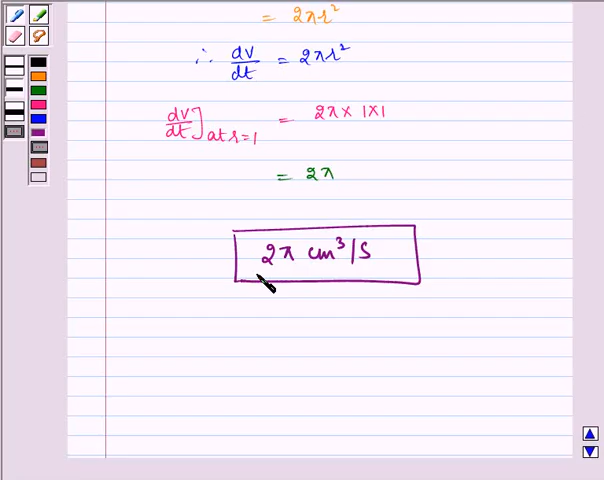 = 2πr²
∴ dv/dt = 2πr²
dv/dt]at r=1 = 2π × 1×1
= 2π
2π cm³/s